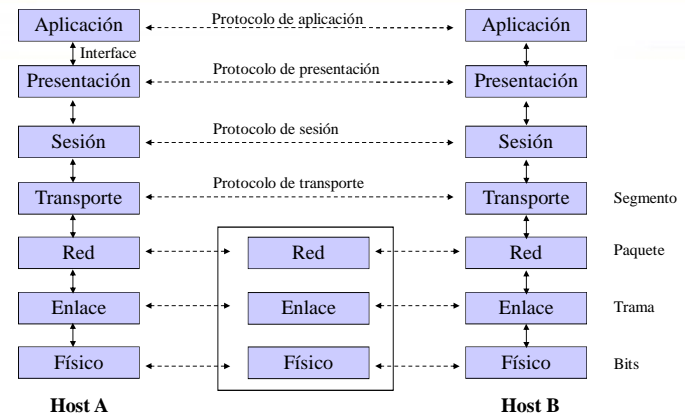 Aplicación
Protocolo de aplicación
Aplicación
Interface
Presentación
Protocolo de presentación
Presentación
Sesión
Protocolo de sesión
Sesión
Transporte
Protocolo de transporte
Transporte
Segmento
Red
Red
Red
Paquete
Enlace
Enlace
Enlace
Trama
Físico
Físico
Físico
Bits
Host A
Host B